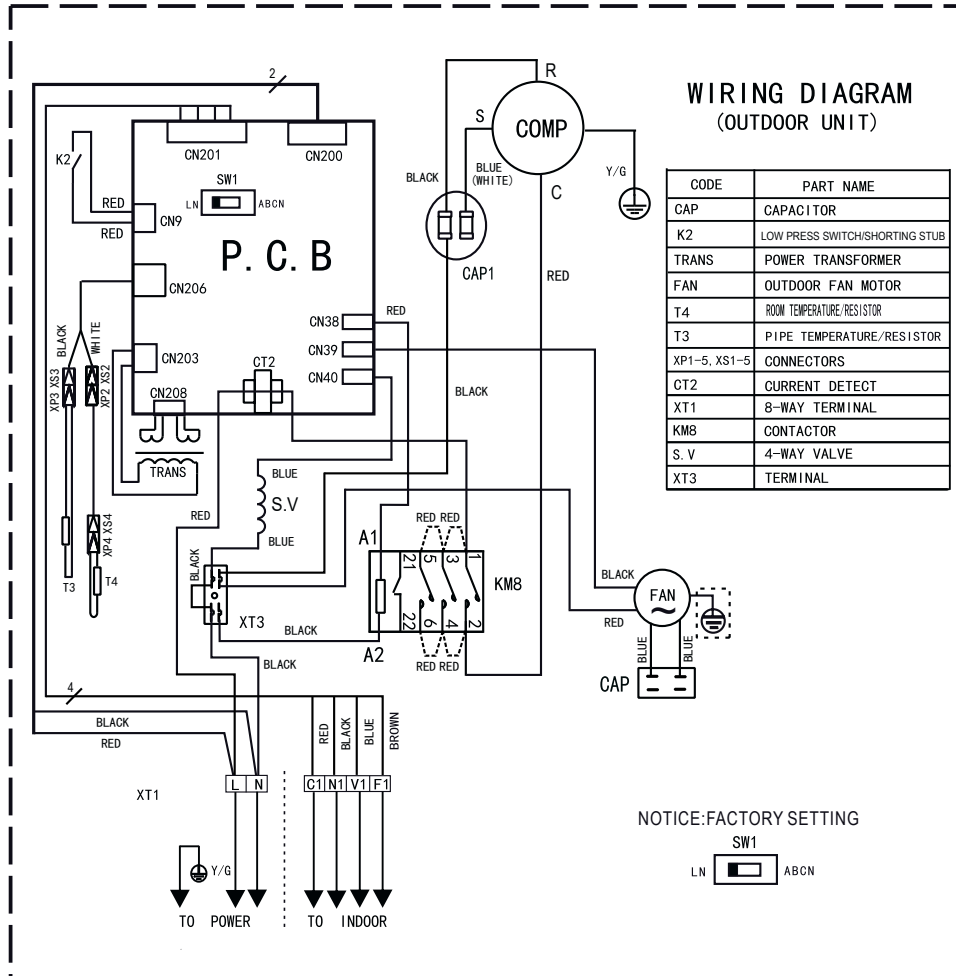 2
CN201
CN200
SW1
LN
ABCN
K2
RED
RED
CN9
P. C. B
CN206
BLACK
WHITE
XP3 XS3
XP2 XS2
CN203
CN208
TRANS
CT2
CN38
CN39
CN40
RED
T3
XP4 XS4
T4
R
S
COMP
C
BLACK
BLUE
(WHITE)
CAP1
Y/G
RED
BLACK
BLUE
S.V
BLUE
RED
BLACK
XT3
BLACK
BLACK
A1
A2
RED RED
21
5
3
1
22
6
4
2
RED RED
KM8
BLACK
RED
FAN
~
BLUE
BLUE
CAP
4
BLACK
RED
RED
BLACK
BLUE
BROWN
XT1
L N
C1 N1 V1 F1
Y/G
TO POWER
TO INDOOR
WIRING DIAGRAM
(OUTDOOR UNIT)
CODE PART NAME
CAP CAPACITOR
K2 LOW PRESS SWITCH/SHORTING STUB
TRANS POWER TRANSFORMER
FAN OUTDOOR FAN MOTOR
T4 ROOM TEMPERATURE/RESISTOR
T3 PIPE TEMPERATURE/RESISTOR
XP1-5, XS1-5 CONNECTORS
CT2 CURRENT DETECT
XT1 8-WAY TERMINAL
KM8 CONTACTOR
S. V 4-WAY VALVE
XT3 TERMINAL
NOTICE:FACTORY SETTING
SW1
LN
ABCN